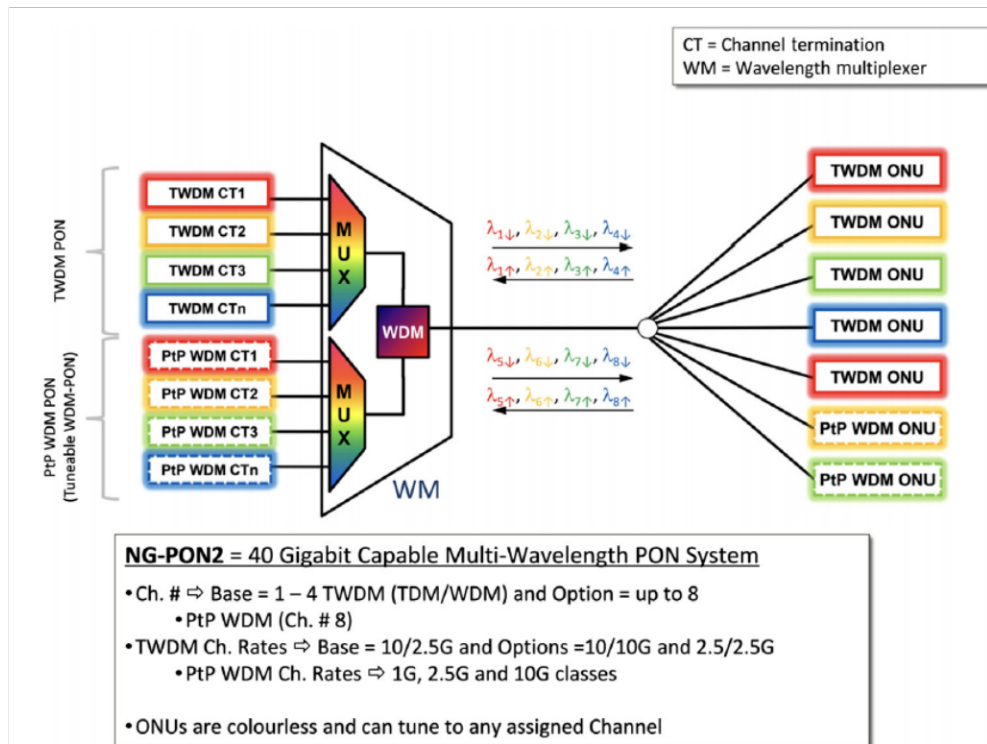 CT = Channel termination
WM = Wavelength multiplexer
TWDM PON
TWDM CT1
TWDM CT2
TWDM CT3
TWDM CTn
PtP WDM PON
(Tuneable WDM-PON)
PtP WDM CT1
PtP WDM CT2
PtP WDM CT3
PtP WDM CTn
MUX
MUX
WDM
WM
λ1↓, λ2↓, λ3↓, λ4↓
λ1↑, λ2↑, λ3↑, λ4↑
λ5↓, λ6↓, λ7↓, λ8↓
λ5↑, λ6↑, λ7↑, λ8↑
TWDM ONU
TWDM ONU
TWDM ONU
TWDM ONU
TWDM ONU
PtP WDM ONU
PtP WDM ONU
NG-PON2 = 40 Gigabit Capable Multi-Wavelength PON System
•Ch. # ⇨ Base = 1 – 4 TWDM (TDM/WDM) and Option = up to 8
•PtP WDM (Ch. # 8)
•TWDM Ch. Rates ⇨ Base = 10/2.5G and Options =10/10G and 2.5/2.5G
•PtP WDM Ch. Rates ⇨ 1G, 2.5G and 10G classes
•ONUs are colourless and can tune to any assigned Channel